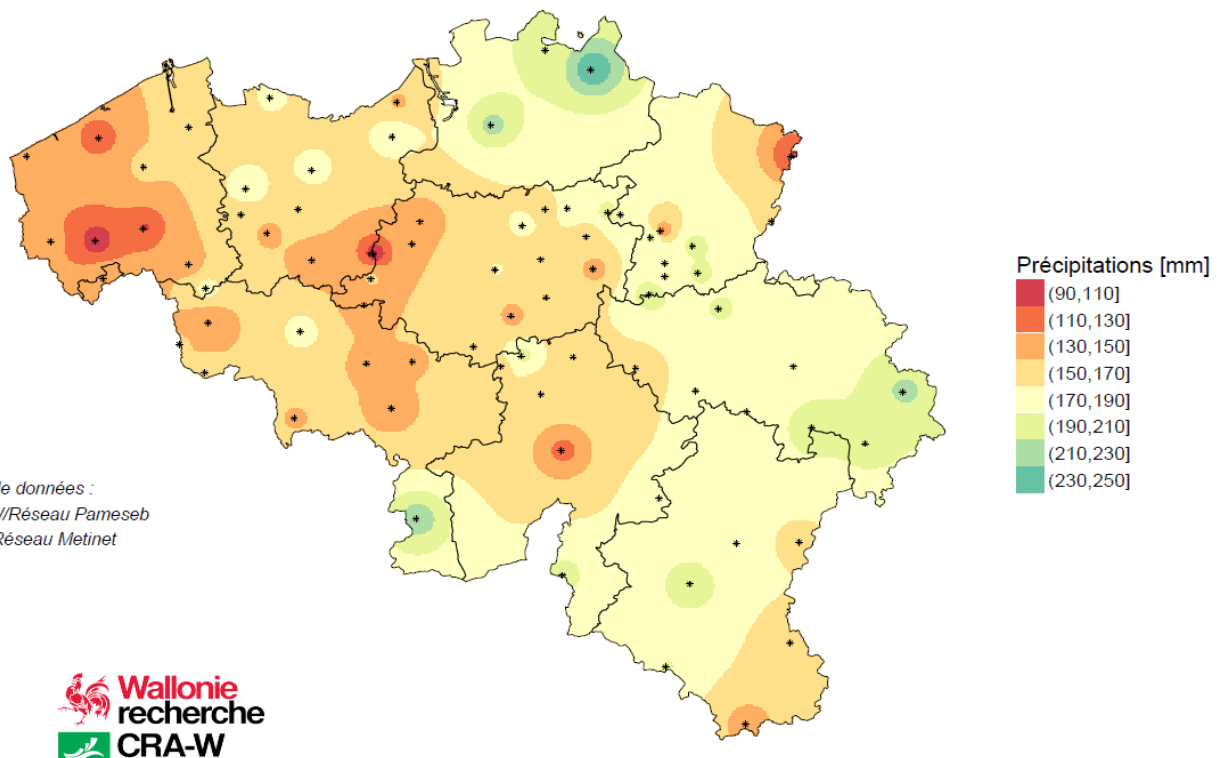 Précipitations [mm]
(90,110]
(110,130]
(130,150]
(150,170]
(170,190]
(190,210]
(210,230]
(230,250]
données :
/Réseau Pameseb
Réseau Metinet
Wallonie
recherche
CRA-W